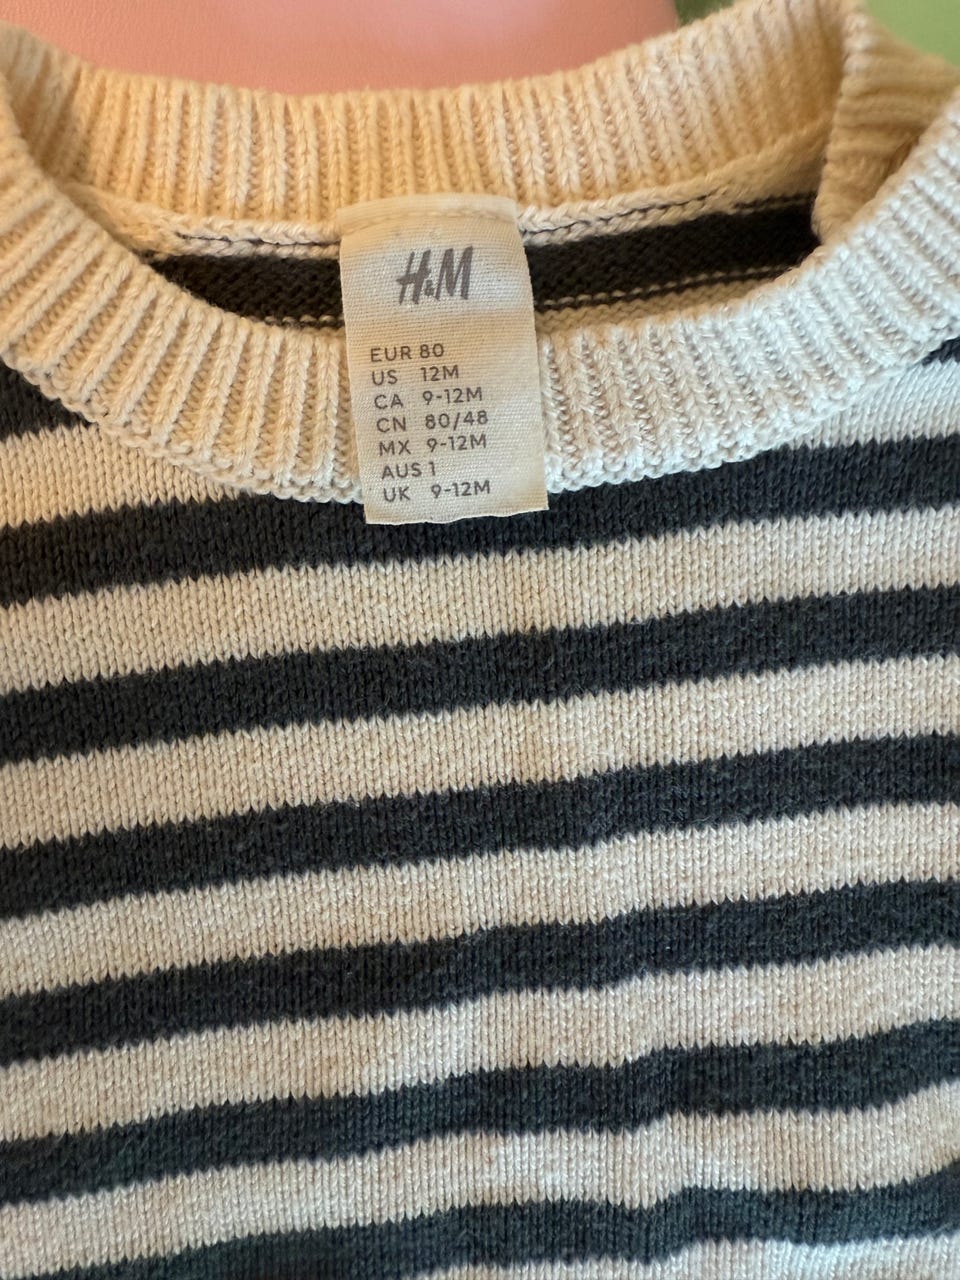 H&M
EUR 80
US 12M
CA 9-12M
CN 80/48
MX 9-12M
AUS 1
UK 9-12M